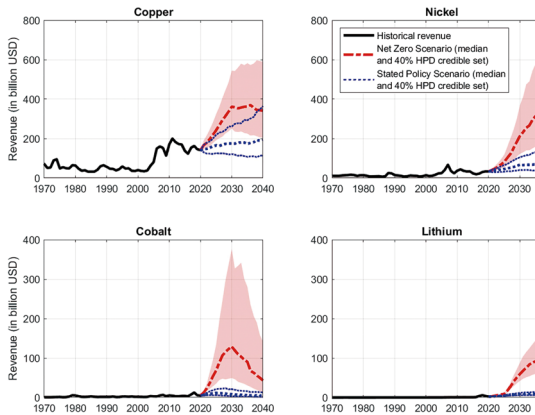 Copper
Nickel
Revenue (in billion USD)
800
600
400
200
0
1970 1980 1990 2000 2010 2020 2030 2040
800
600
400
200
0
1970 1980 1990 2000 2010 2020 2030
Historical revenue
Net Zero Scenario (median
and 40% HPD credible set)
Stated Policy Scenario (median
and 40% HPD credible set)
Cobalt
Lithium
Revenue (in billion USD)
400
300
200
100
0
1970 1980 1990 2000 2010 2020 2030 2040
400
300
200
100
0
1970 1980 1990 2000 2010 2020 2030